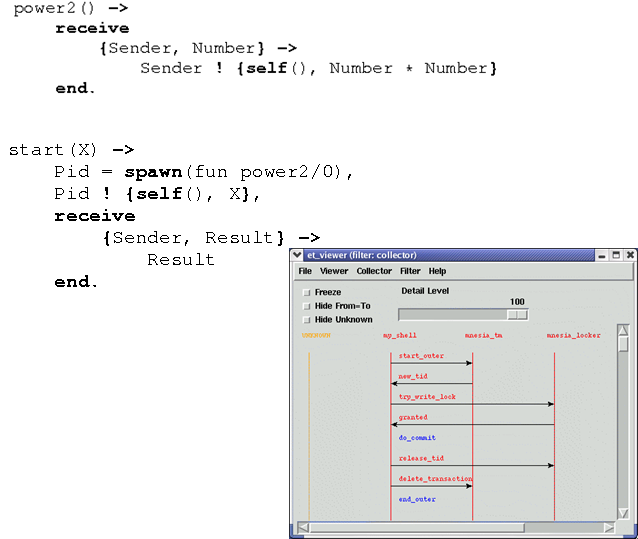 power2() ->
receive
{Sender, Number} ->
Sender ! {self(), Number * Number}
end.
start(X) ->
Pid = spawn(fun power2/0),
Pid ! {self(), X},
receive
{Sender, Result} ->
Result
end.
et_viewer (filter: collector)
File Viewer Collector Filter Help
Freeze
Detail Level
Hide From=To
100
Hide Unknown
UNKNOWN my_shell mnesia_tm mnesia_locker
start_outer
new_tid
try_write_lock
granted
do_commit
release_tid
delete_transaction
end_outer